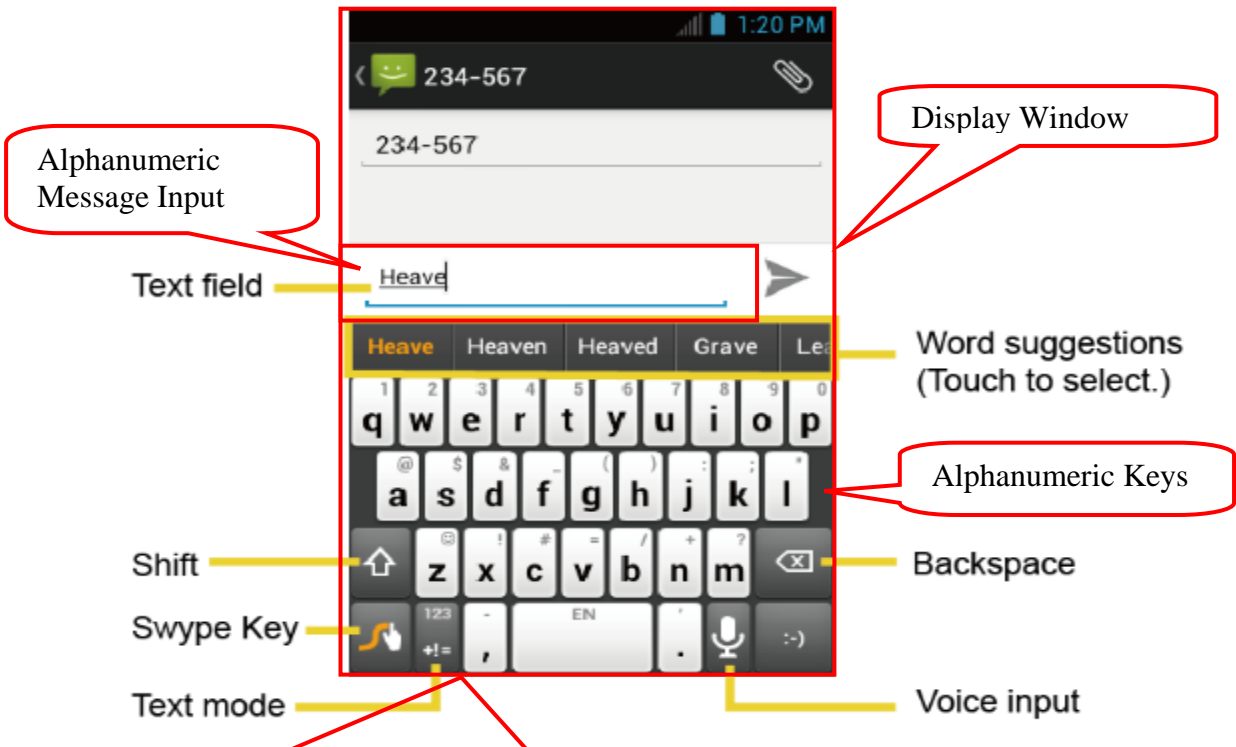 1:20 PM
234-567
Display Window
234-567
Alphanumeric
Message Input
Text field
Heave
Heave Heaven Heaved Grave Lea
Word suggestions
(Touch to select.)
1 2 3 4 5 6 7 8 9 0
q w e r t y u i o p
@ $ & _ ( ) : ; "
a s d f g h j k l
Alphanumeric Keys
Shift
! # = / + ?
z x c v b n m
Backspace
Swype Key
123 - EN '
+!= , . :-)
Text mode
Voice input